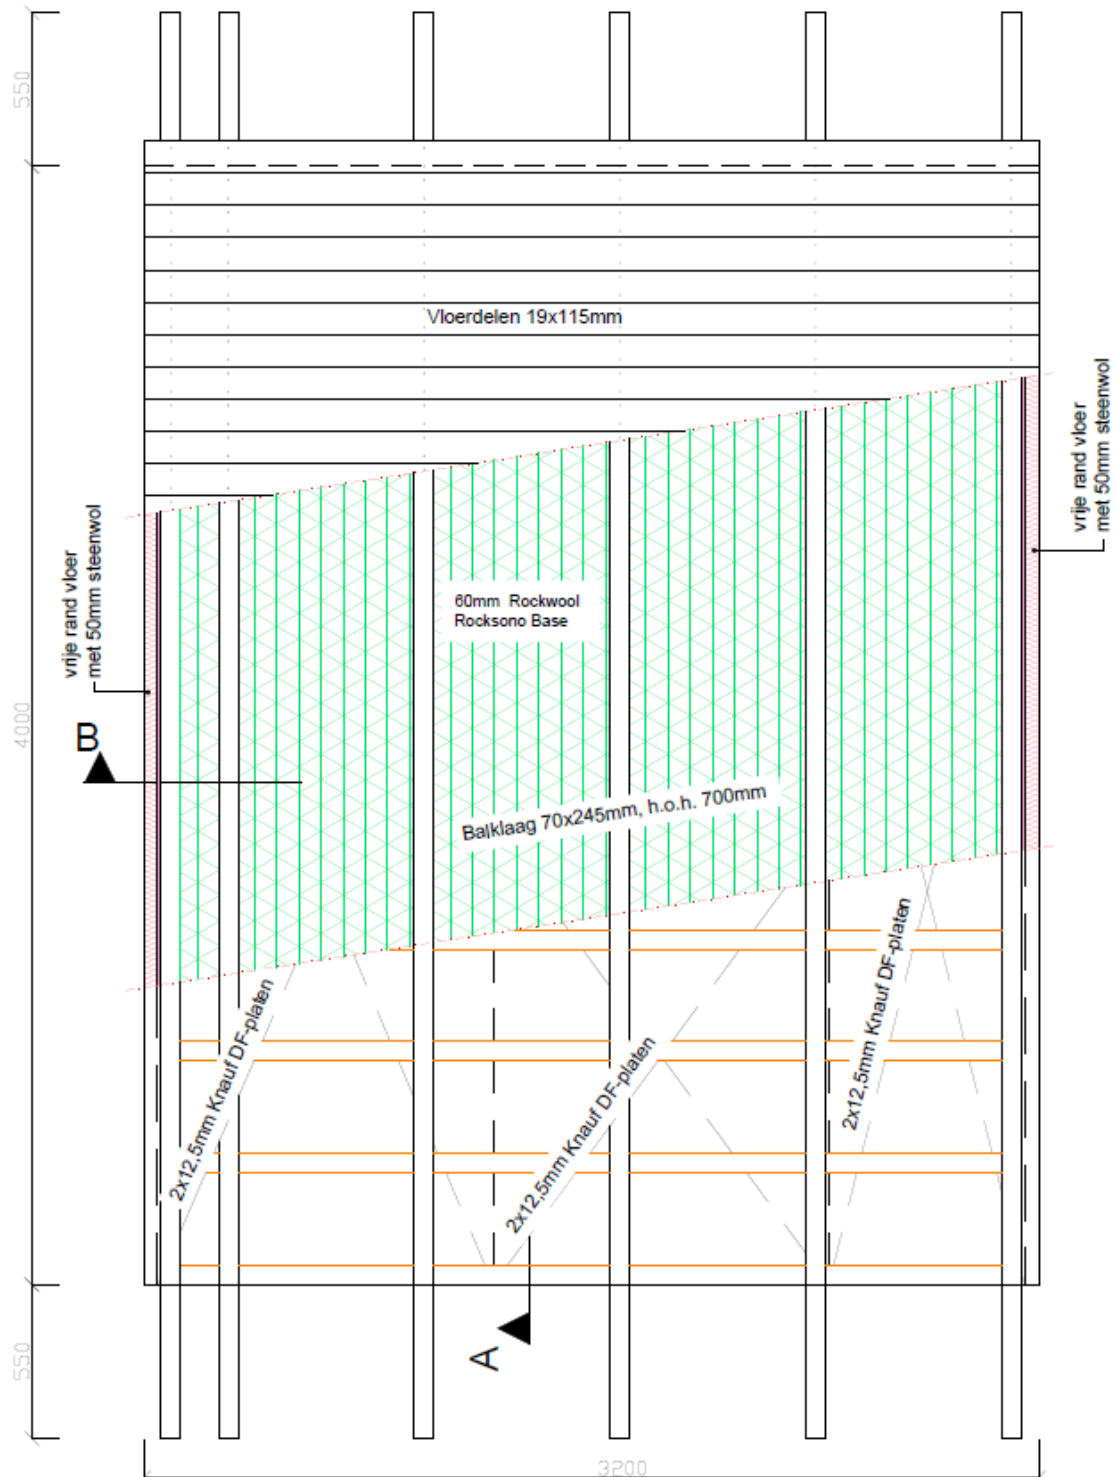 550
Vloerdelen 19x115mm
vrije rand vloer
met 50mm steenwol
vrije rand vloer
met 50mm steenwol
60mm Rockwool
Rocksono Base
4000
B
Balklaag 70x245mm, h.o.h. 700mm
2x12,5mm Knauf DF-platen
2x12,5mm Knauf DF-platen
2x12,5mm Knauf DF-platen
A
550
3200